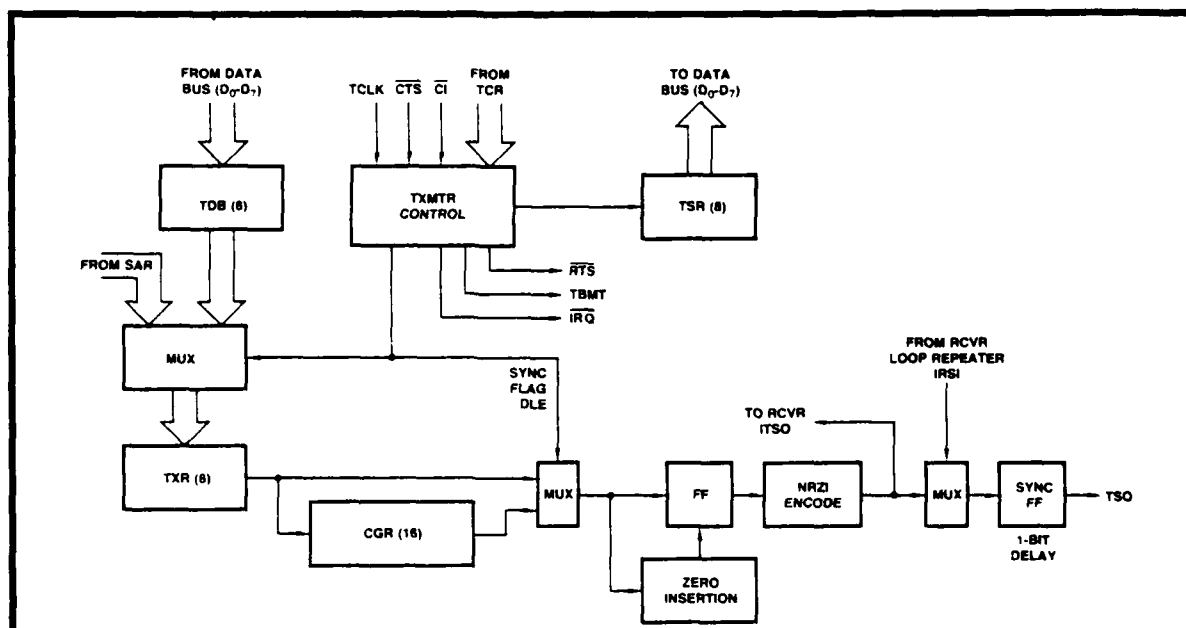 FROM DATA
BUS (D0-D7)
TCLK
CTS
CI
FROM
TCR
TO DATA
BUS (D0-D7)
TDB (8)
TXMTR
CONTROL
TSR (8)
FROM SAR
RTS
TBMT
IRQ
MUX
SYNC
FLAG
DLE
FROM RCVR
LOOP REPEATER
IRSI
TO RCVR
ITSO
TXR (8)
MUX
FF
NRZI
ENCODE
MUX
SYNC
FF
TSO
CGR (16)
1-BIT
DELAY
ZERO
INSERTION